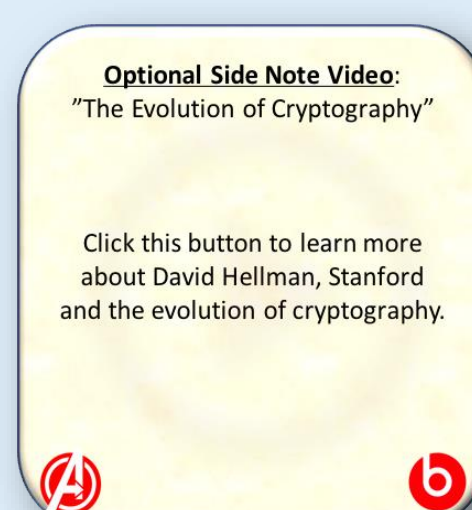 Optional Side Note Video:
”The Evolution of Cryptography”
Click this button to learn more
about David Hellman, Stanford
and the evolution of cryptography.